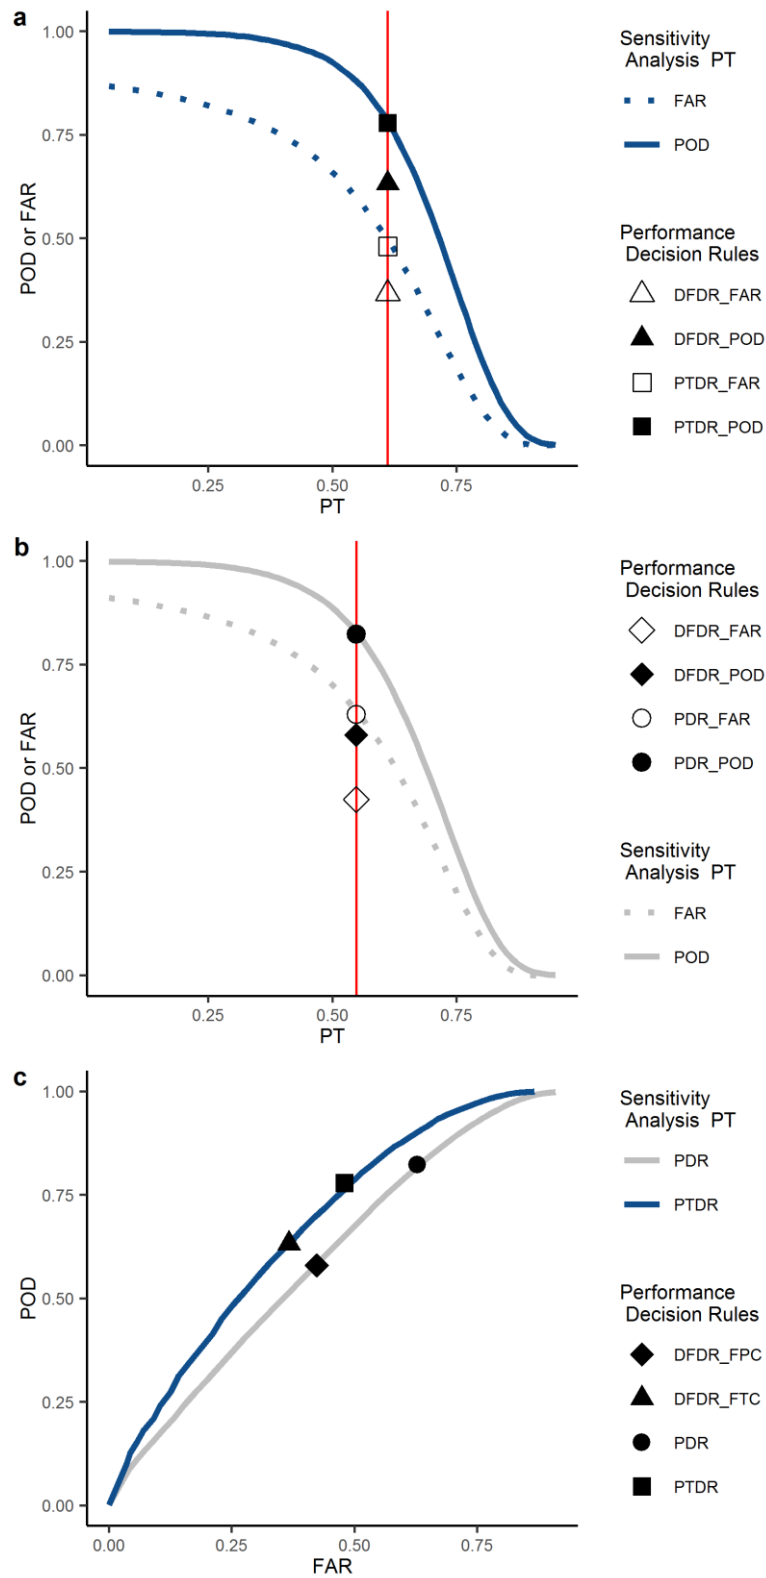 a
1.00
0.75
0.50
0.25
0.00
POD or FAR
0.25 0.50 0.75
PT
Sensitivity
Analysis PT
FAR
POD
Performance
Decision Rules
DFDR_FAR
DFDR_POD
PTDR_FAR
PTDR_POD
b
1.00
0.75
0.50
0.25
0.00
POD or FAR
0.25 0.50 0.75
PT
Performance
Decision Rules
DFDR_FAR
DFDR_POD
PDR_FAR
PDR_POD
Sensitivity
Analysis PT
FAR
POD
c
1.00
0.75
0.50
0.25
0.00
POD
0.00 0.25 0.50 0.75
FAR
Sensitivity
Analysis PT
PDR
PTDR
Performance
Decision Rules
DFDR_FPC
DFDR_FTC
PDR
PTDR